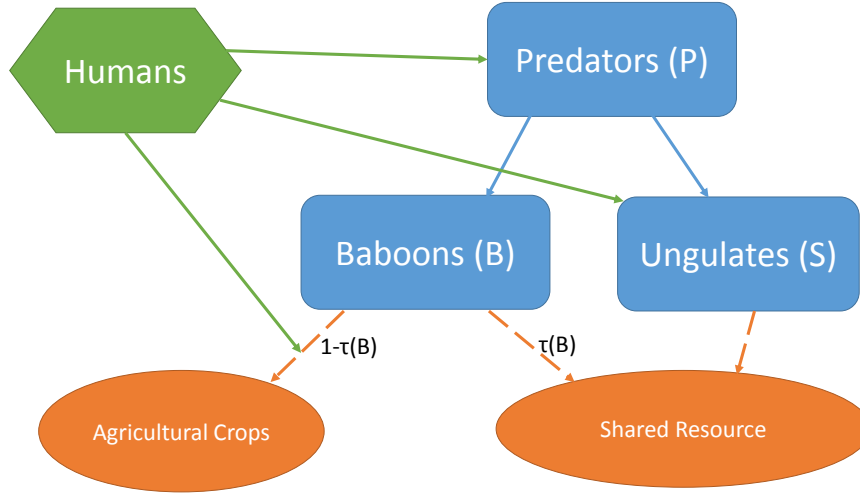 Humans
Predators (P)
Baboons (B)
Ungulates (S)
1-τ(B)
τ(B)
Agricultural Crops
Shared Resource